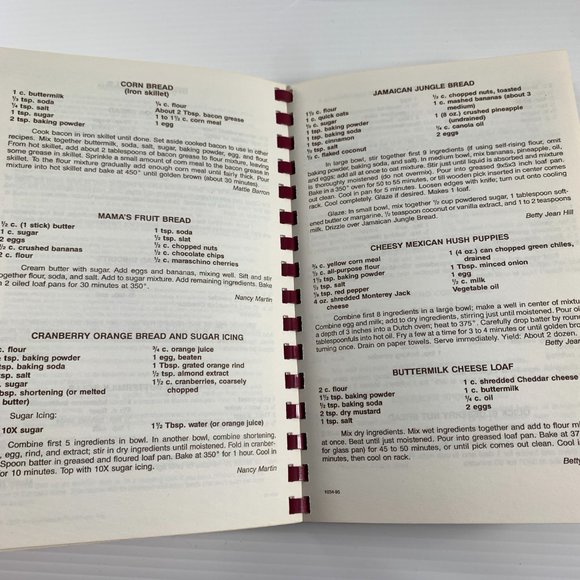 CORN BREAD
(Iron skillet)
1 c. buttermilk
½ tsp. soda
¼ tsp. salt
1 tsp. sugar
1 tsp. baking powder
¾ c. flour
About 2 Tbsp. bacon grease
1 to 1½ c. corn meal
1 egg
Cook bacon in iron skillet until done. Set aside cooked bacon to use in other
recipes. Mix together buttermilk, soda, salt, sugar, baking powder, egg, and flour.
From hot skillet, add about 2 tablespoons of bacon grease to flour mixture, leaving
some grease in skillet. Sprinkle a small amount of corn meal to the bacon grease in
skillet. To the flour mixture gradually add enough corn meal until fairly thick. Pour
mixture into hot skillet and bake at 450° until golden brown (about 30 minutes).
Mattie Barron
MAMA'S FRUIT BREAD
½ c. (1 stick) butter
1 c. sugar
2 eggs
½ c. crushed bananas
2 c. flour
1 tsp. soda
½ tsp. slat
½ c. chopped nuts
½ c. chocolate chips
½ c. maraschino cherries
Cream butter with sugar. Add eggs and bananas, mixing well. Sift and stir
together flour, soda, and salt. Add to sugar mixture. Add remaining ingredients. Bake
in 2 oiled loaf pans for 30 minutes at 350°.
Nancy Martin
CRANBERRY ORANGE BREAD AND SUGAR ICING
c. flour
tsp. baking powder
tsp. baking soda
tsp. salt
c. sugar
tbsp. shortening (or melted
butter)
¾ c. orange juice
1 egg, beaten
1 Tbsp. grated orange rind
½ tsp. almond extract
1½ c. cranberries, coarsely
chopped
Sugar Icing:
10X sugar
1½ Tbsp. water (or orange juice)
Combine first 5 ingredients in bowl. In another bowl, combine shortening,
egg, rind, and extract; stir in dry ingredients until moistened. Fold in cranber-
Spoon batter in greased and floured loaf pan. Bake at 350° for 1 hour. Cool in
for 10 minutes. Top with 10X sugar icing.
Nancy Martin
JAMAICAN JUNGLE BREAD
1½ c. flour
1 c. quick oats
½ c. sugar
1 tsp. baking powder
1 tsp. cinnamon
1 tsp. salt
½ c. flaked coconut
½ c. chopped nuts, toasted
1 c. mashed bananas (about 3
medium)
1 (8 oz.) crushed pineapple
(undrained)
¼ c. canola oil
2 eggs
In large bowl, stir together first 9 ingredients (if using self-rising flour, omit
baking powder, baking soda, and salt). In medium bowl, mix bananas, pineapple, oil,
and eggs; add all at one to oat mixture. Stir just until liquid is absorbed and mixture
is thoroughly moistened (do not overmix). Pour into greased 9x5x3 inch loaf pan.
Bake in a 350° oven for 50 to 55 minutes, or til wooden pick inserted in center comes
out clean. Cool in pan for 5 minutes. Loosen edges with knife; turn out onto cooling
rack. Cool completely. Glaze if desired. Makes 1 loaf.
Glaze: In small bowl, mix together ½ cup powdered sugar, 1 tablespoon soft-
ened butter or margarine, ½ teaspoon coconut or vanilla extract, and 1 to 2 teaspoons
milk. Drizzle over Jamaican Jungle Bread.
Betty Jean Hill
CHEESY MEXICAN HUSH PUPPIES
c. yellow corn meal
c. all-purpose flour
tsp. baking powder
tsp. salt
tsp. red pepper
4 oz. shredded Monterey Jack
cheese
1 (4 oz.) can chopped green chiles,
drained
1 Tbsp. minced onion
1 egg
½ c. milk
Vegetable oil
Combine first 8 ingredients in a large bowl; make a well in center of mixture.
Combine egg and milk; add to dry ingredients, stirring just until moistened. Pour oil
a depth of 3 inches into a Dutch oven; heat to 375°. Carefully drop batter by round
tablespoonfuls into hot oil. Fry a few at a time for 3 to 4 minutes or until golden
turning once. Drain on paper towels. Serve immediately. Yield: About 2 dozen.
Betty Jean
BUTTERMILK CHEESE LOAF
2 c. flour
1½ tsp. baking powder
½ tsp. baking soda
2 tsp. dry mustard
1 tsp. salt
1 c. shredded Cheddar cheese
1 c. buttermilk
¼ c. oil
2 eggs
Mix dry ingredients. Mix wet ingredients together and add to flour mix
at once. Beat until just moistened. Pour into greased loaf pan. Bake at 375°
for glass pan) for 45 to 50 minutes, or until pick comes out clean. Cool in
minutes, then cool on rack.
Betty
1034-95